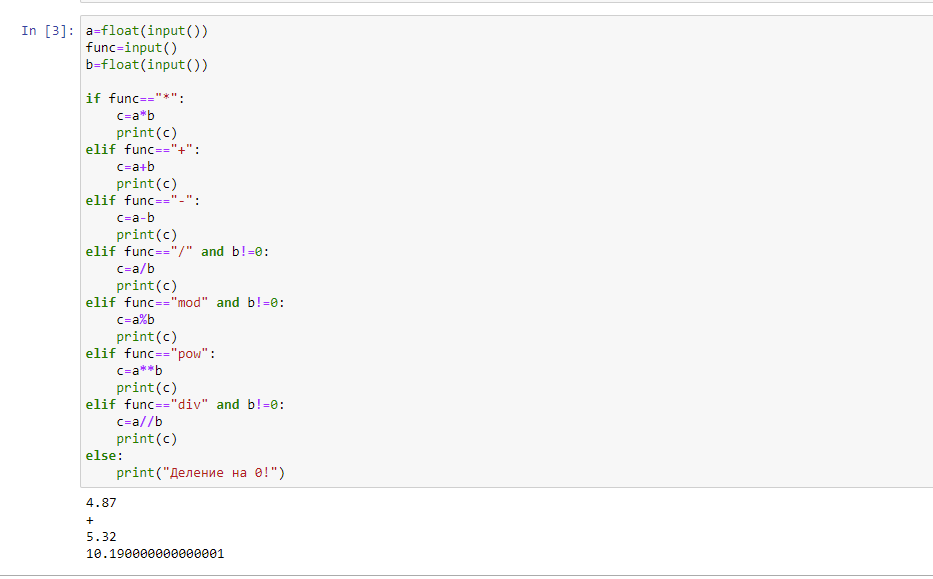 In [3]:
a=float(input())
func=input()
b=float(input())
if func=="*":
    c=a*b
    print(c)
elif func=="+":
    c=a+b
    print(c)
elif func=="-":
    c=a-b
    print(c)
elif func=="/" and b!=0:
    c=a/b
    print(c)
elif func=="mod" and b!=0:
    c=a%b
    print(c)
elif func=="pow":
    c=a**b
    print(c)
elif func=="div" and b!=0:
    c=a//b
    print(c)
else:
    print("Деление на 0!")
4.87
+
5.32
10.190000000000001